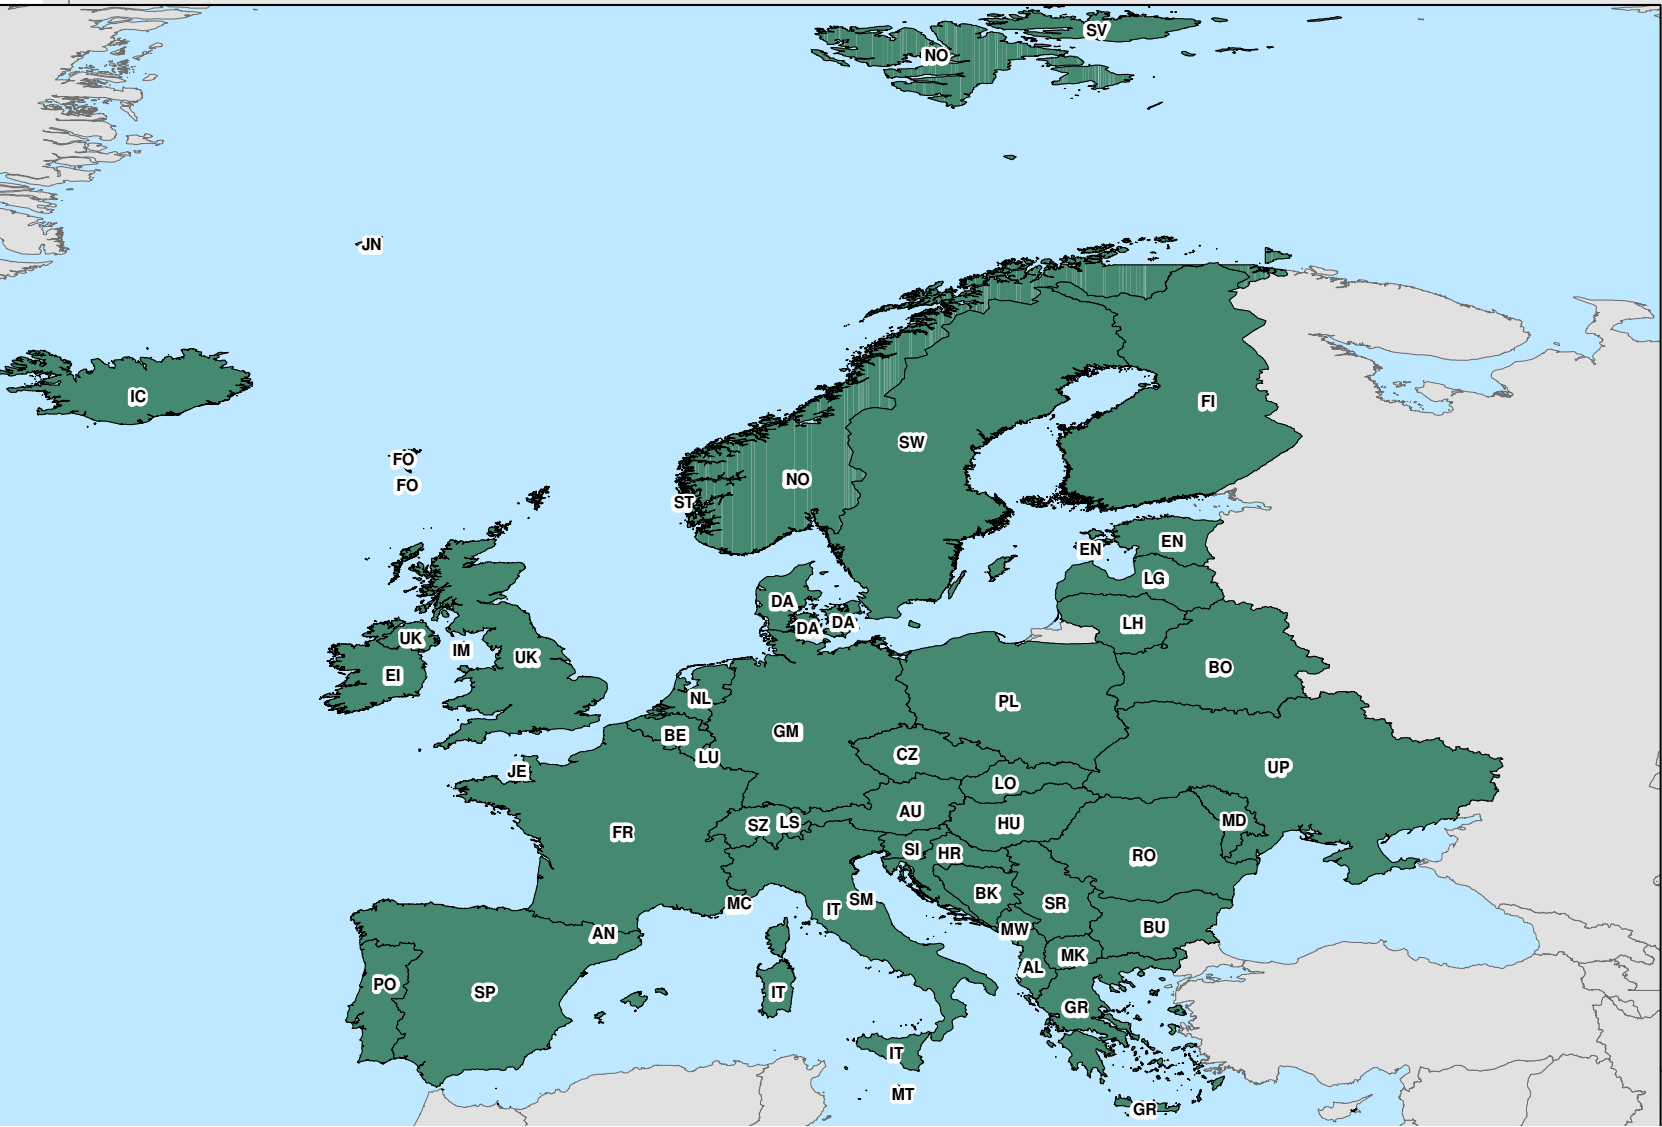 SV
NO
JN
IC
FI
SW
FO
NO
FO
ST
EN
EN
LG
DA
DA
DA
LH
UK
IM
UK
BO
EI
NL
PL
GM
BE
CZ
LU
UP
JE
LO
AU
MD
LS
SZ
HU
FR
SI
HR
RO
BK
SM
MC
SR
IT
BU
MW
AN
MK
AL
PO
SP
IT
GR
IT
MT
GR